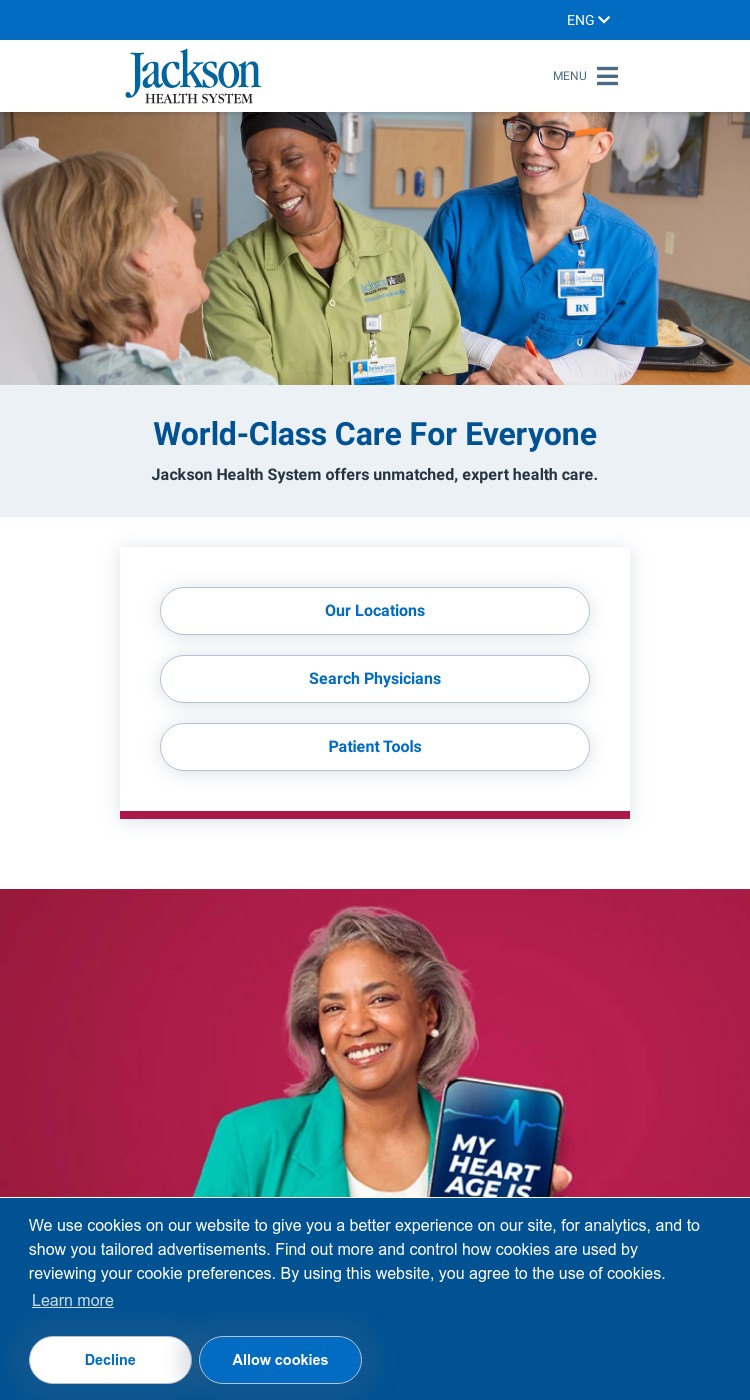 ENG
Jackson
HEALTH SYSTEM
MENU
RN
World-Class Care For Everyone
Jackson Health System offers unmatched, expert health care.
Our Locations
Search Physicians
Patient Tools
MY
HEART
AGE IS
We use cookies on our website to give you a better experience on our site, for analytics, and to
show you tailored advertisements. Find out more and control how cookies are used by
reviewing your cookie preferences. By using this website, you agree to the use of cookies.
Learn more
Decline
Allow cookies